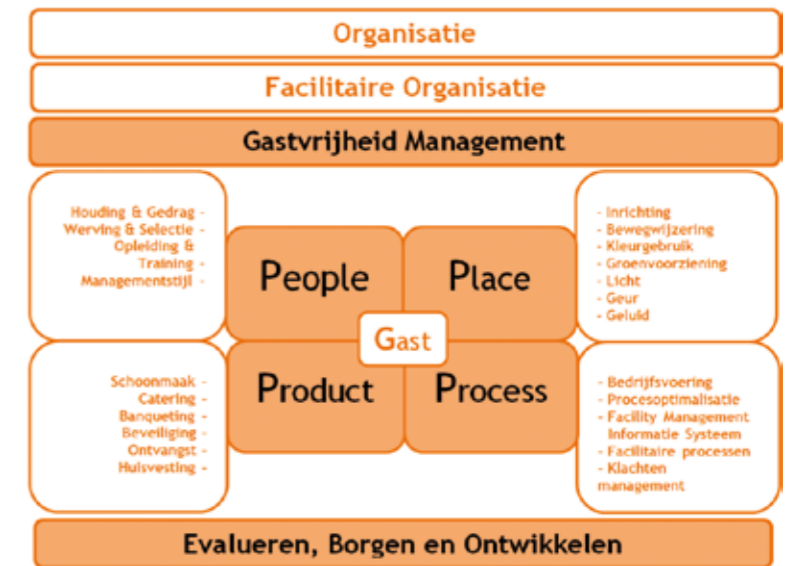 Organisatie
Facilitaire Organisatie
Gastvrijheid Management
Houding & Gedrag -
Werving & Selectie -
Opleiding &
Training -
Managementstijl -
People
Place
- Inrichting
- Bewegwijzering
- Kleurgebruik
- Groenvoorziening
- Licht
- Geur
- Geluid
Gast
Schoonmaak -
Catering -
Banqueting -
Beveiliging -
Ontvangst -
Huisvesting -
Product
Process
- Bedrijfsvoering
- Procesoptimalisatie
- Facility Management
Informatie Systeem
- Facilitaire processen
- Klachten
management
Evalueren, Borgen en Ontwikkelen